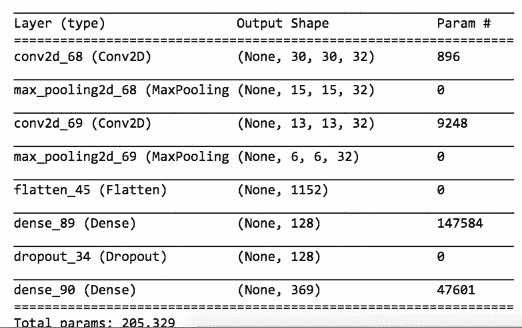 Layer (type) Output Shape Param #
conv2d_68 (Conv2D) (None, 30, 30, 32) 896
max_pooling2d_68 (MaxPooling (None, 15, 15, 32) 0
conv2d_69 (Conv2D) (None, 13, 13, 32) 9248
max_pooling2d_69 (MaxPooling (None, 6, 6, 32) 0
flatten_45 (Flatten) (None, 1152) 0
dense_89 (Dense) (None, 128) 147584
dropout_34 (Dropout) (None, 128) 0
dense_90 (Dense) (None, 369) 47601
Total params: 205,329